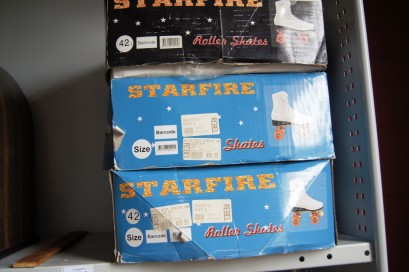 STARFIRE
42
Barcode
Roller Skates
STARFIRE
Barcode
Size
Skates
STARFIRE
42
Size
Barcode
Roller Skates